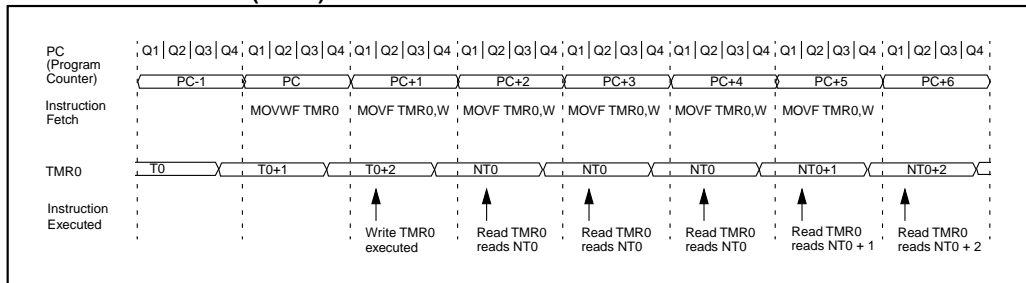 PC (Program Counter)
Q1 Q2 Q3 Q4 Q1 Q2 Q3 Q4 Q1 Q2 Q3 Q4 Q1 Q2 Q3 Q4 Q1 Q2 Q3 Q4 Q1 Q2 Q3 Q4 Q1 Q2 Q3 Q4 Q1 Q2 Q3 Q4
PC-1 PC PC+1 PC+2 PC+3 PC+4 PC+5 PC+6
Instruction Fetch
MOVWF TMR0 MOVF TMR0,W MOVF TMR0,W MOVF TMR0,W MOVF TMR0,W MOVF TMR0,W
TMR0
T0 T0+1 T0+2 NT0 NT0 NT0 NT0+1 NT0+2
Instruction Executed
Write TMR0 executed
Read TMR0 reads NT0
Read TMR0 reads NT0
Read TMR0 reads NT0
Read TMR0 reads NT0 + 1
Read TMR0 reads NT0 + 2